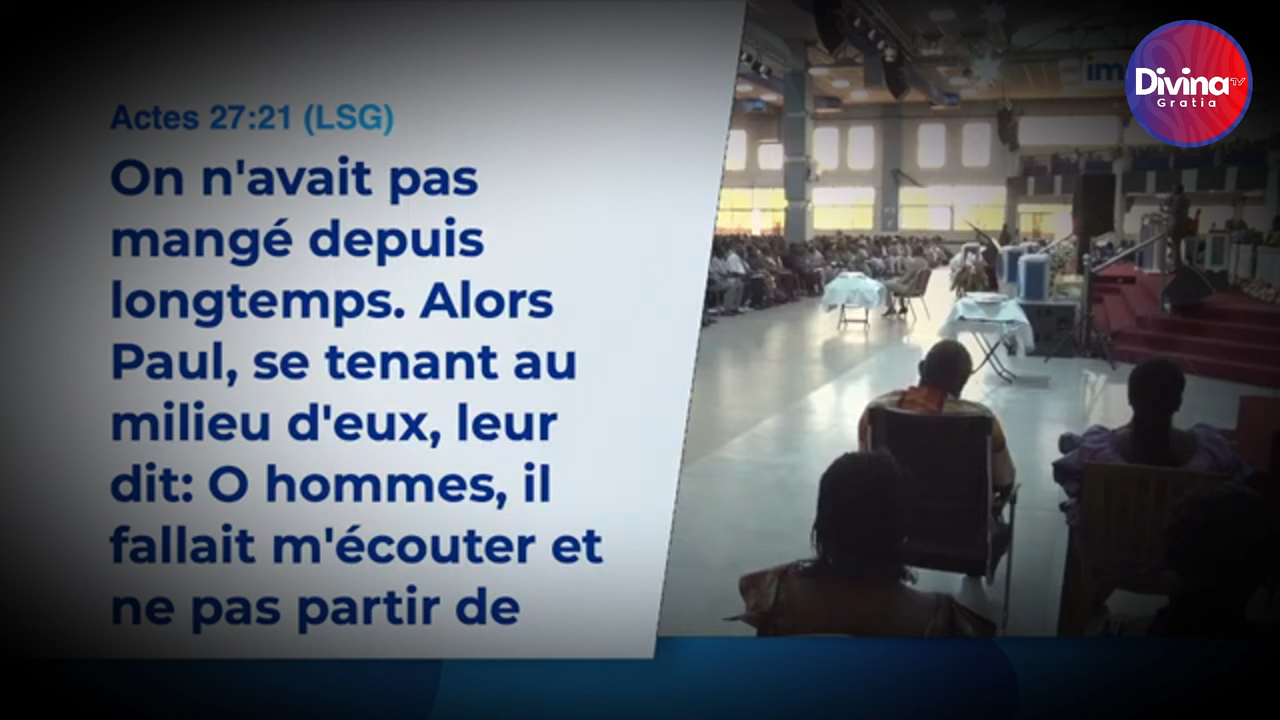 Actes 27:21 (LSG)
On n'avait pas
mangé depuis
longtemps. Alors
Paul, se tenant au
milieu d'eux, leur
dit: O hommes, il
fallait m'écouter et
ne pas partir de
Divina TV
Gratia